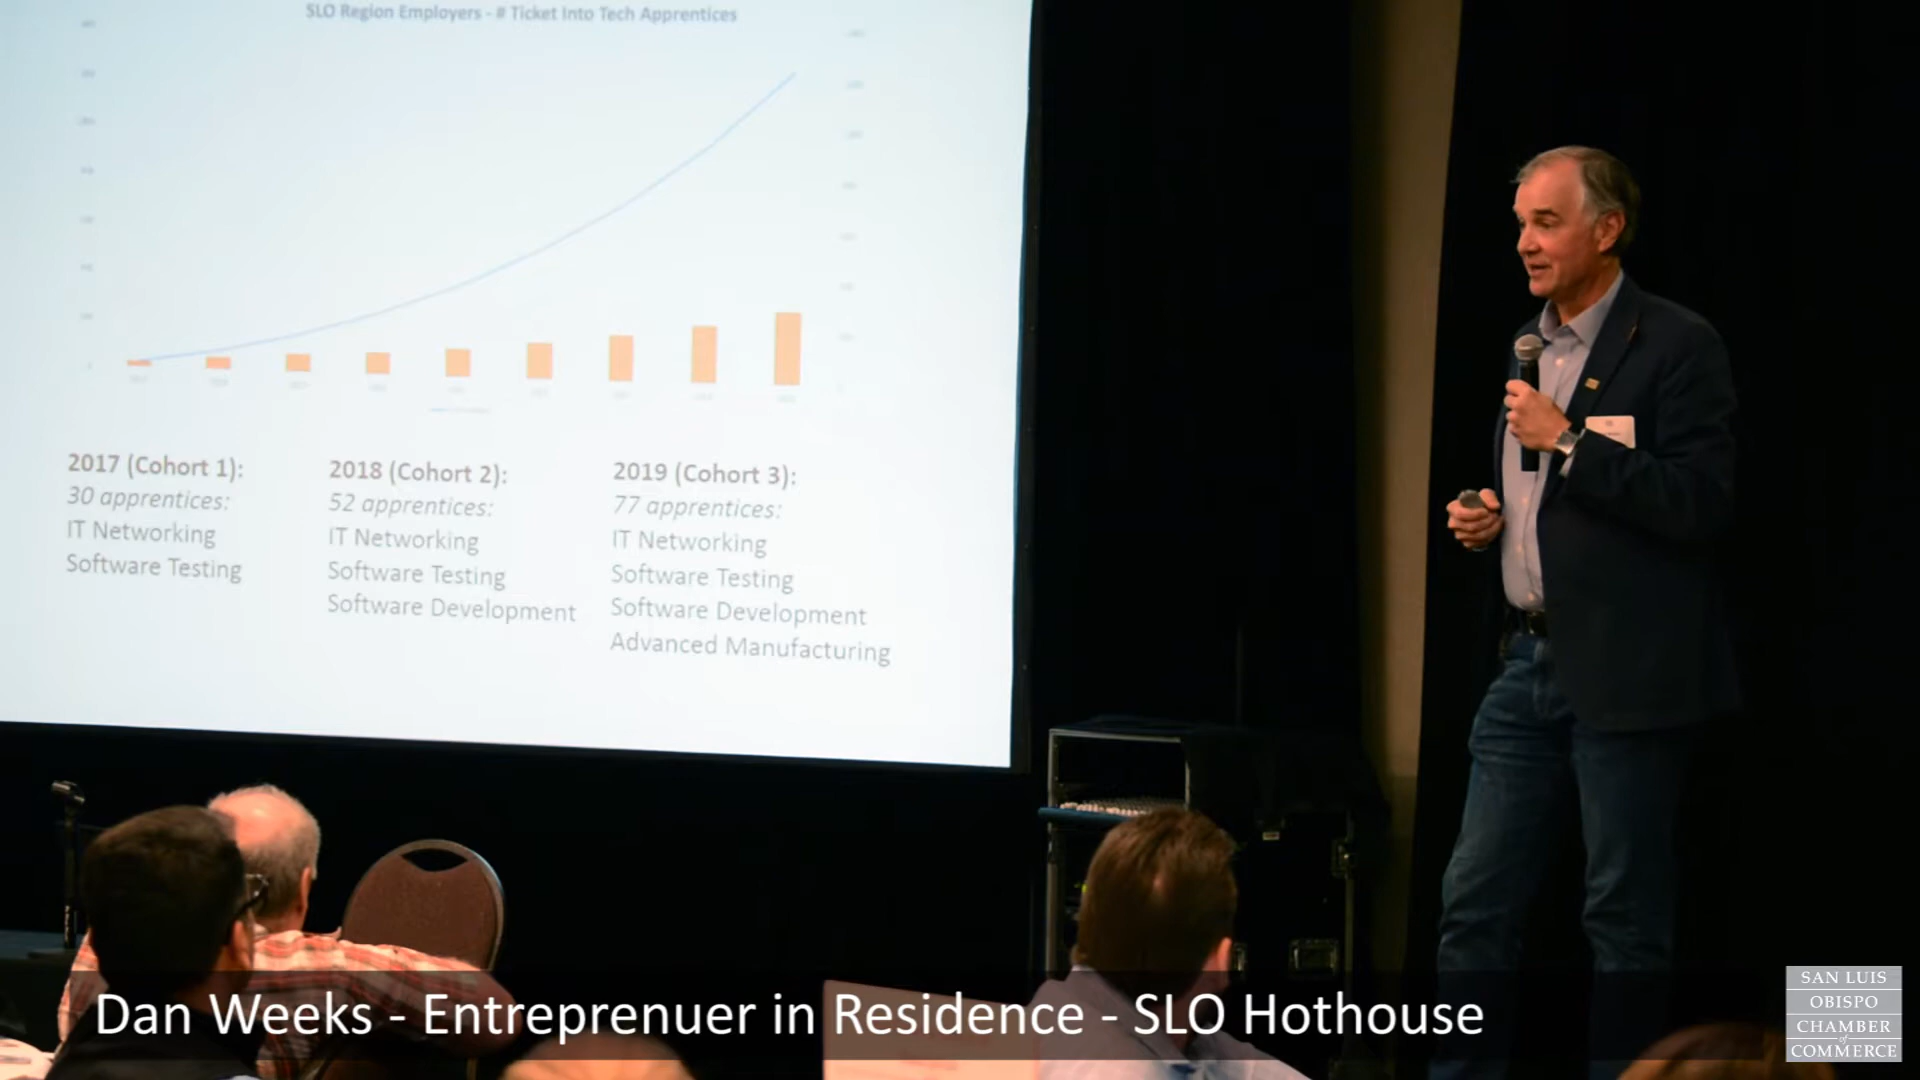 SLO Region Employers - # Ticket Into Tech Apprentices
2017 (Cohort 1):
30 apprentices:
IT Networking
Software Testing
2018 (Cohort 2):
52 apprentices:
IT Networking
Software Testing
Software Development
2019 (Cohort 3):
77 apprentices:
IT Networking
Software Testing
Software Development
Advanced Manufacturing
Dan Weeks - Entreprenuer in Residence - SLO Hothouse
SAN LUIS
OBISPO
CHAMBER
of
COMMERCE